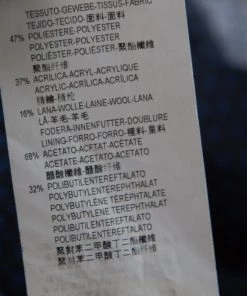 TESSUTO-GEWEBE-TISSUS-FABRIC
TEJIDO-TECIDO-面料-面料
47% POLIESTERE-POLYESTER
POLYESTER-POLYESTER
POLIÉSTER-POLIÉSTER-聚酯纖維
聚酯纤维
37% ACRILICA-ACRYL-ACRYLIQUE
ACRYLIC-ACRÍLICA-ACRÍLICA
腈綸-腈纶
16% LANA-WOLLE-LAINE-WOOL-LANA
LÃ-羊毛-羊毛
FODERA-INNENFUTTER-DOUBLURE
LINING-FORRO-FORRO-裡料-里料
68% ACETATO-ACETAT-ACÉTATE
ACETATE-ACETATO-ACETATO
醋酸纖維-醋酸纤维
32% POLIBUTILENTEREFTALATO
POLYBUTYLENTEREPHTHALAT
POLYBUTYLÈNE TÉRÉPHTALATE
POLYBUTYLENE TEREPHTHALATE
POLIBUTILENTEREFTALATO
POLIBUTILENTEREFTALATO
聚對苯二甲酸丁二酯纖維
聚对苯二甲酸丁二酯纤维